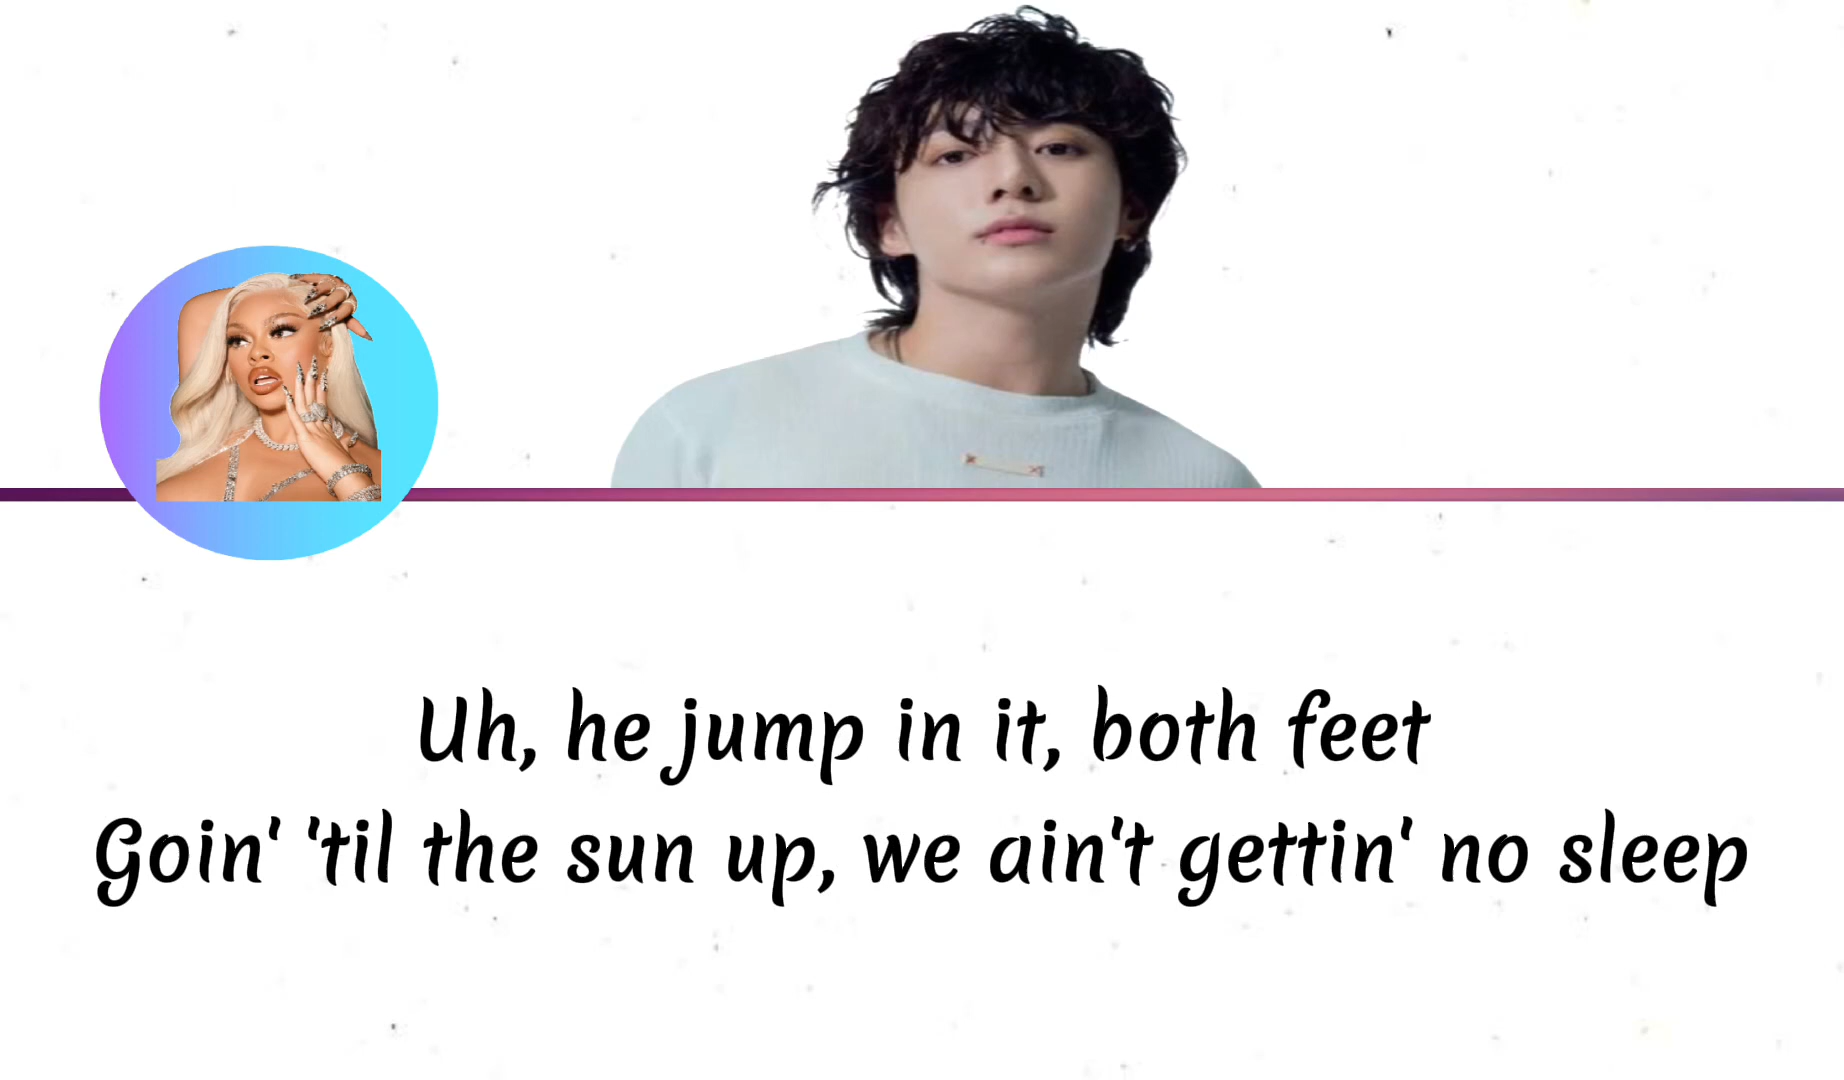 Uh, he jump in it, both feet
Goin' 'til the sun up, we ain't gettin' no sleep